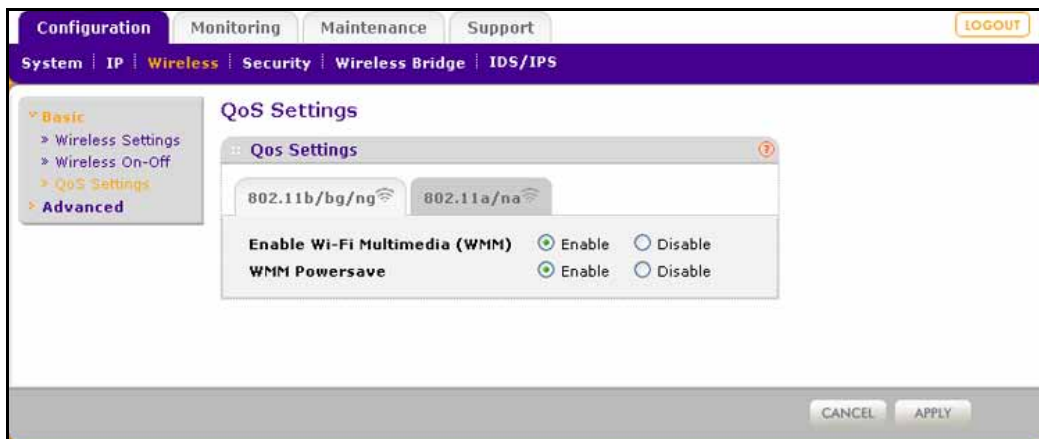 Configuration Monitoring Maintenance Support LOGOUT
System IP Wireless Security Wireless Bridge IDS/IPS
Basic
Wireless Settings
Wireless On-Off
QoS Settings
Advanced
QoS Settings
Qos Settings
802.11b/bg/ng 802.11a/na
Enable Wi-Fi Multimedia (WMM) Enable Disable
WMM Powersave Enable Disable
CANCEL APPLY